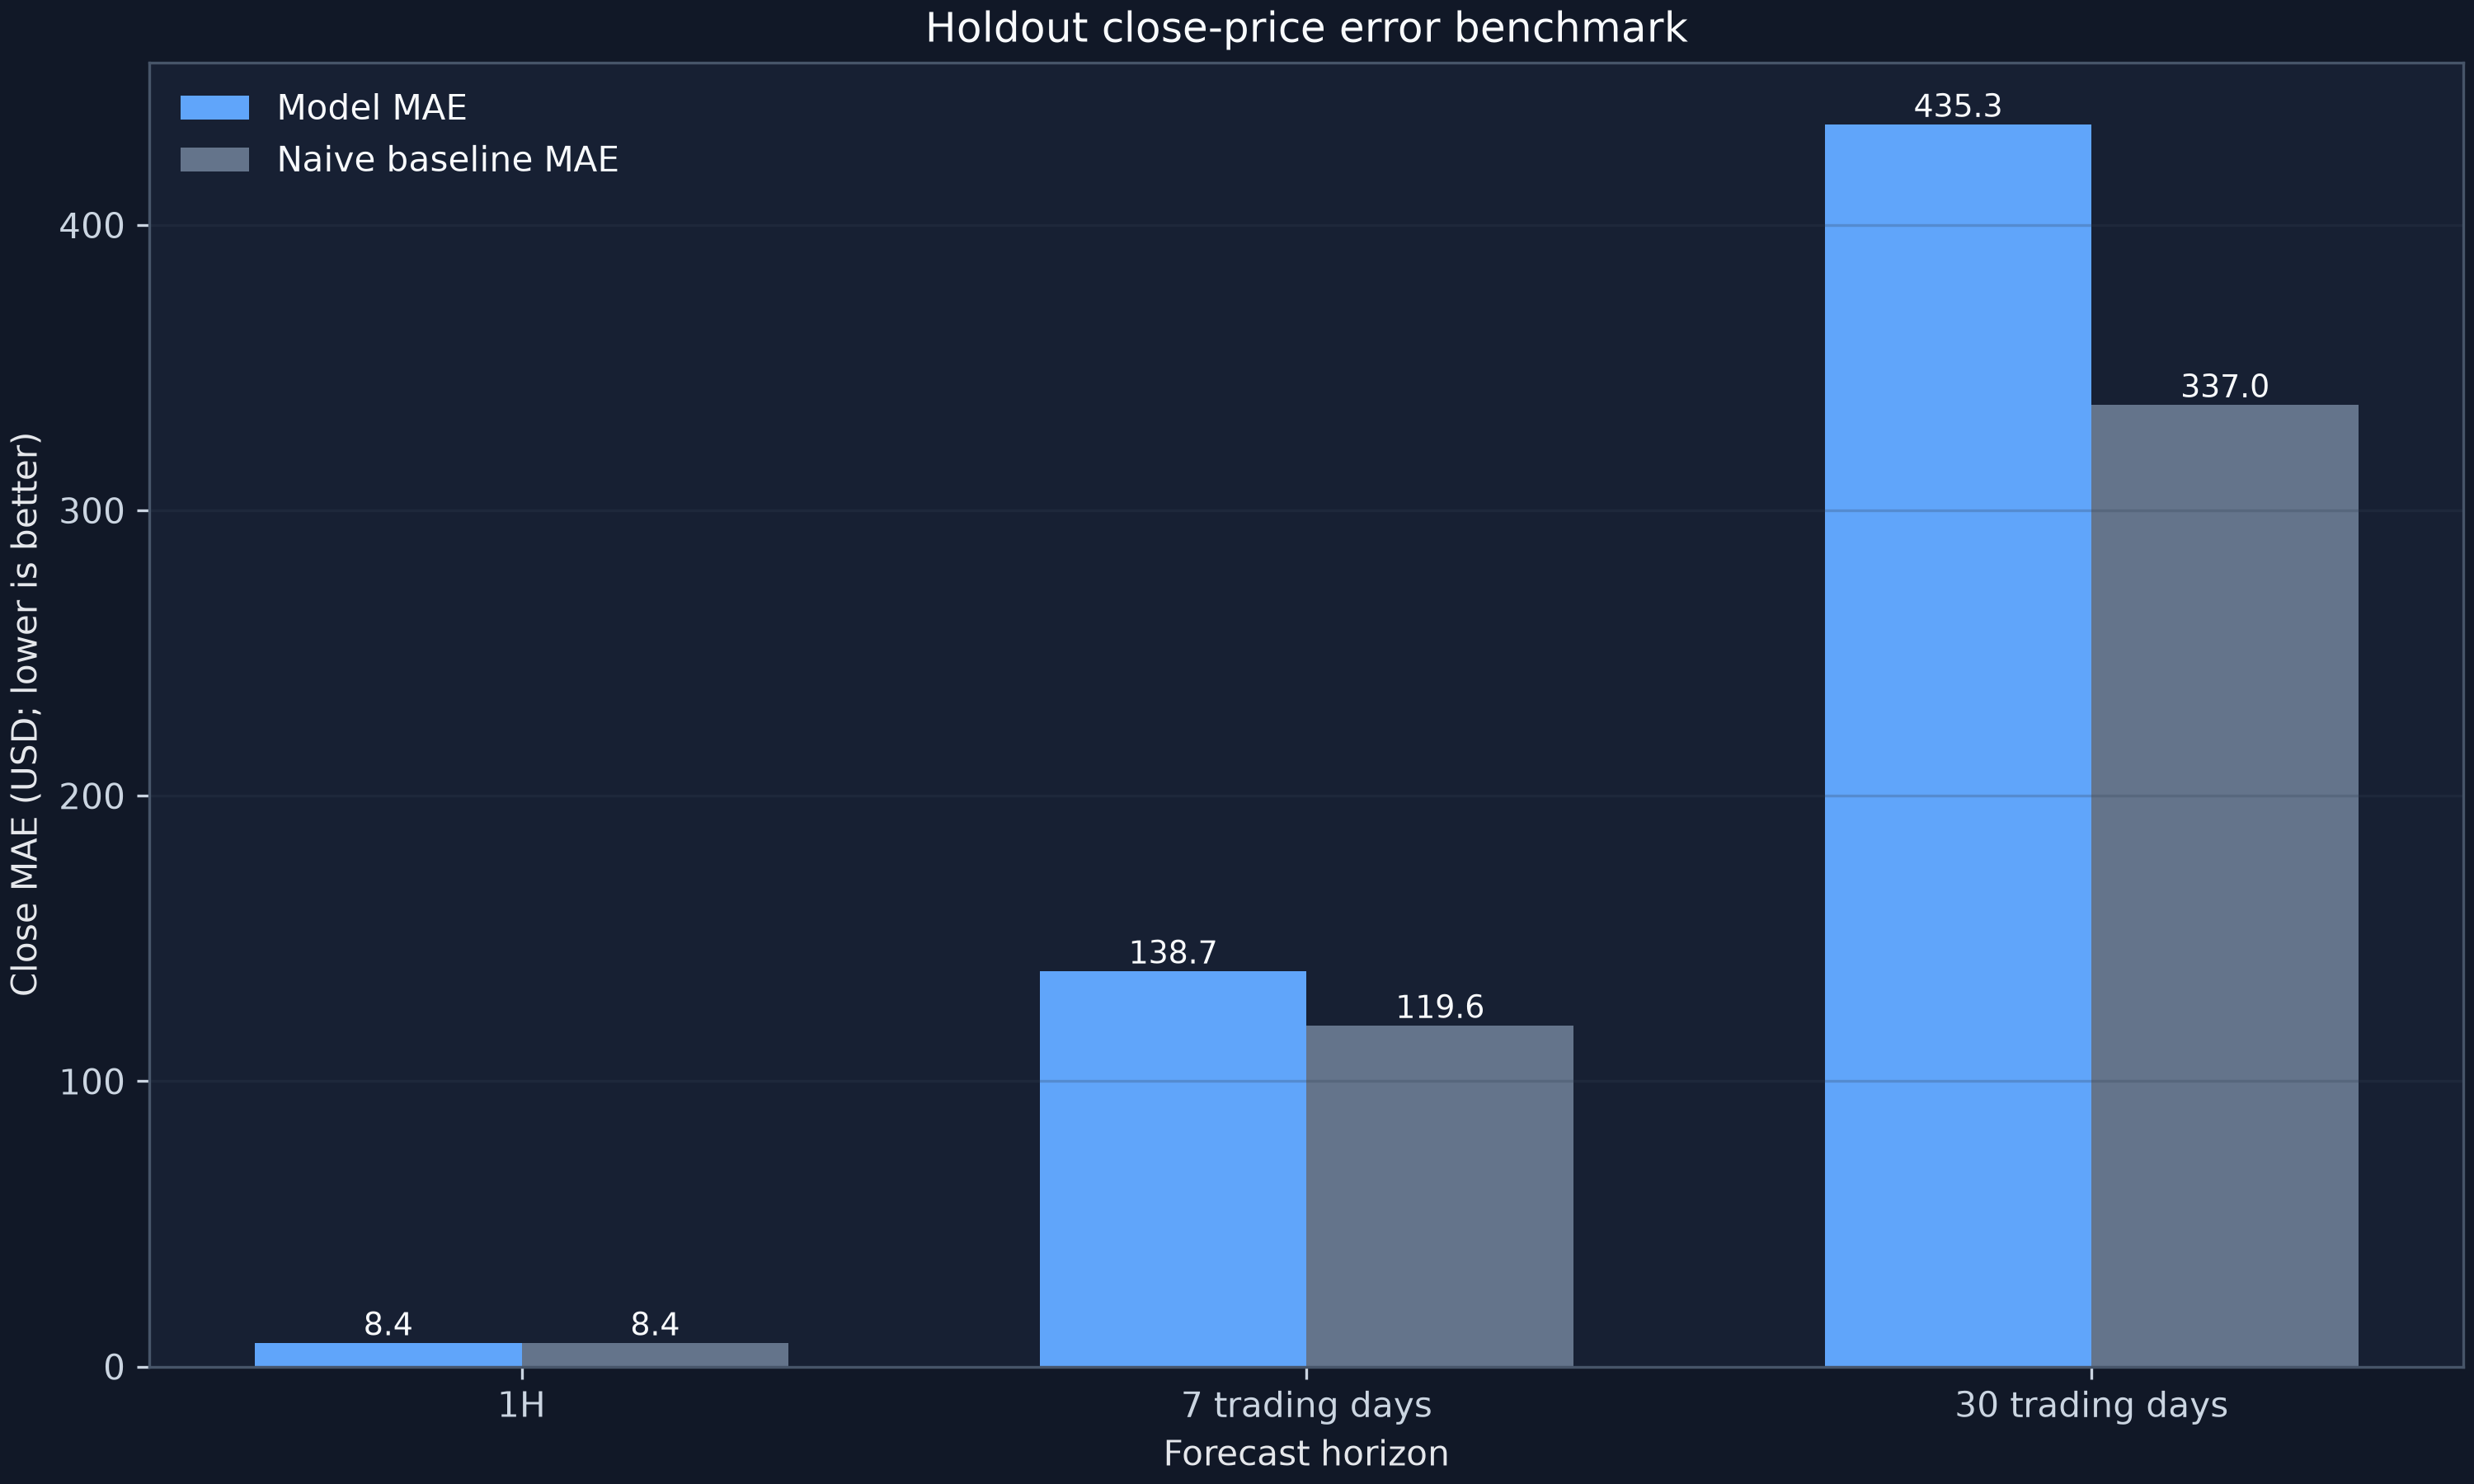 Holdout close-price error benchmark
Model MAE
Naive baseline MAE
Close MAE (USD; lower is better)
400
300
200
100
0
8.4
8.4
138.7
119.6
435.3
337.0
1H
7 trading days
30 trading days
Forecast horizon